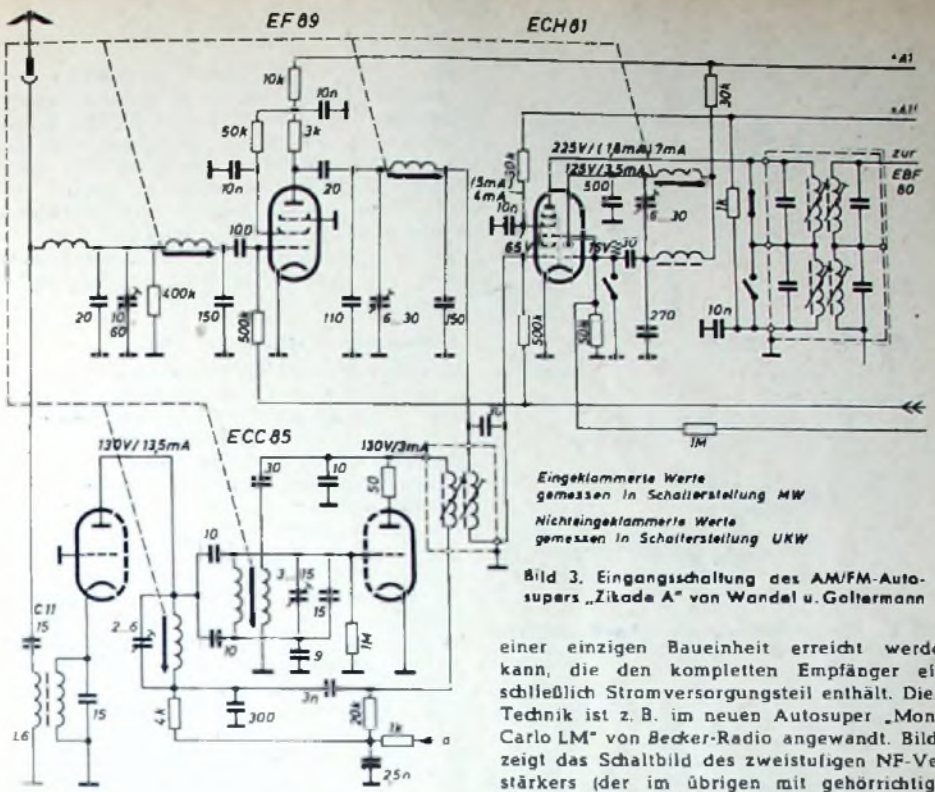 EF 89
ECH81
10k
10n
50k
3k
10n
20
30k
+A1
+A1'
zur
EBF
80
225V/(1,8mA)7mA
125V/3,5mA
500
30k
(5mA)
4mA
10n
6...30
1k
65V
16V
30
100
400k
20
10
60
150
500k
110
6...30
150
500k
50k
270
10n
1M
ECC85
130V/13,5mA
130V/3mA
30
10
50
10
C11
15
2...6
3...15
15
10
9
1M
15
L6
3n
4k
300
20k
1k
a
25n
Eingeklammerte Werte
gemessen in Schalterstellung MW
Nichteingeklammerte Werte
gemessen in Schalterstellung UKW
Bild 3. Eingangsschaltung des AM/FM-Auto-
supers „Zikade A" von Wandel u. Goltermann
einer einzigen Baueinheit erreicht werde
kann, die den kompletten Empfänger ei
schließlich Stromversorgungsteil enthält. Die
Technik ist z. B. im neuen Autosuper „Mon
Carlo LM" von Becker-Radio angewandt. Bild
zeigt das Schaltbild des zweistufigen NF-Ve
stärkers (der im übrigen mit gehörrichtig